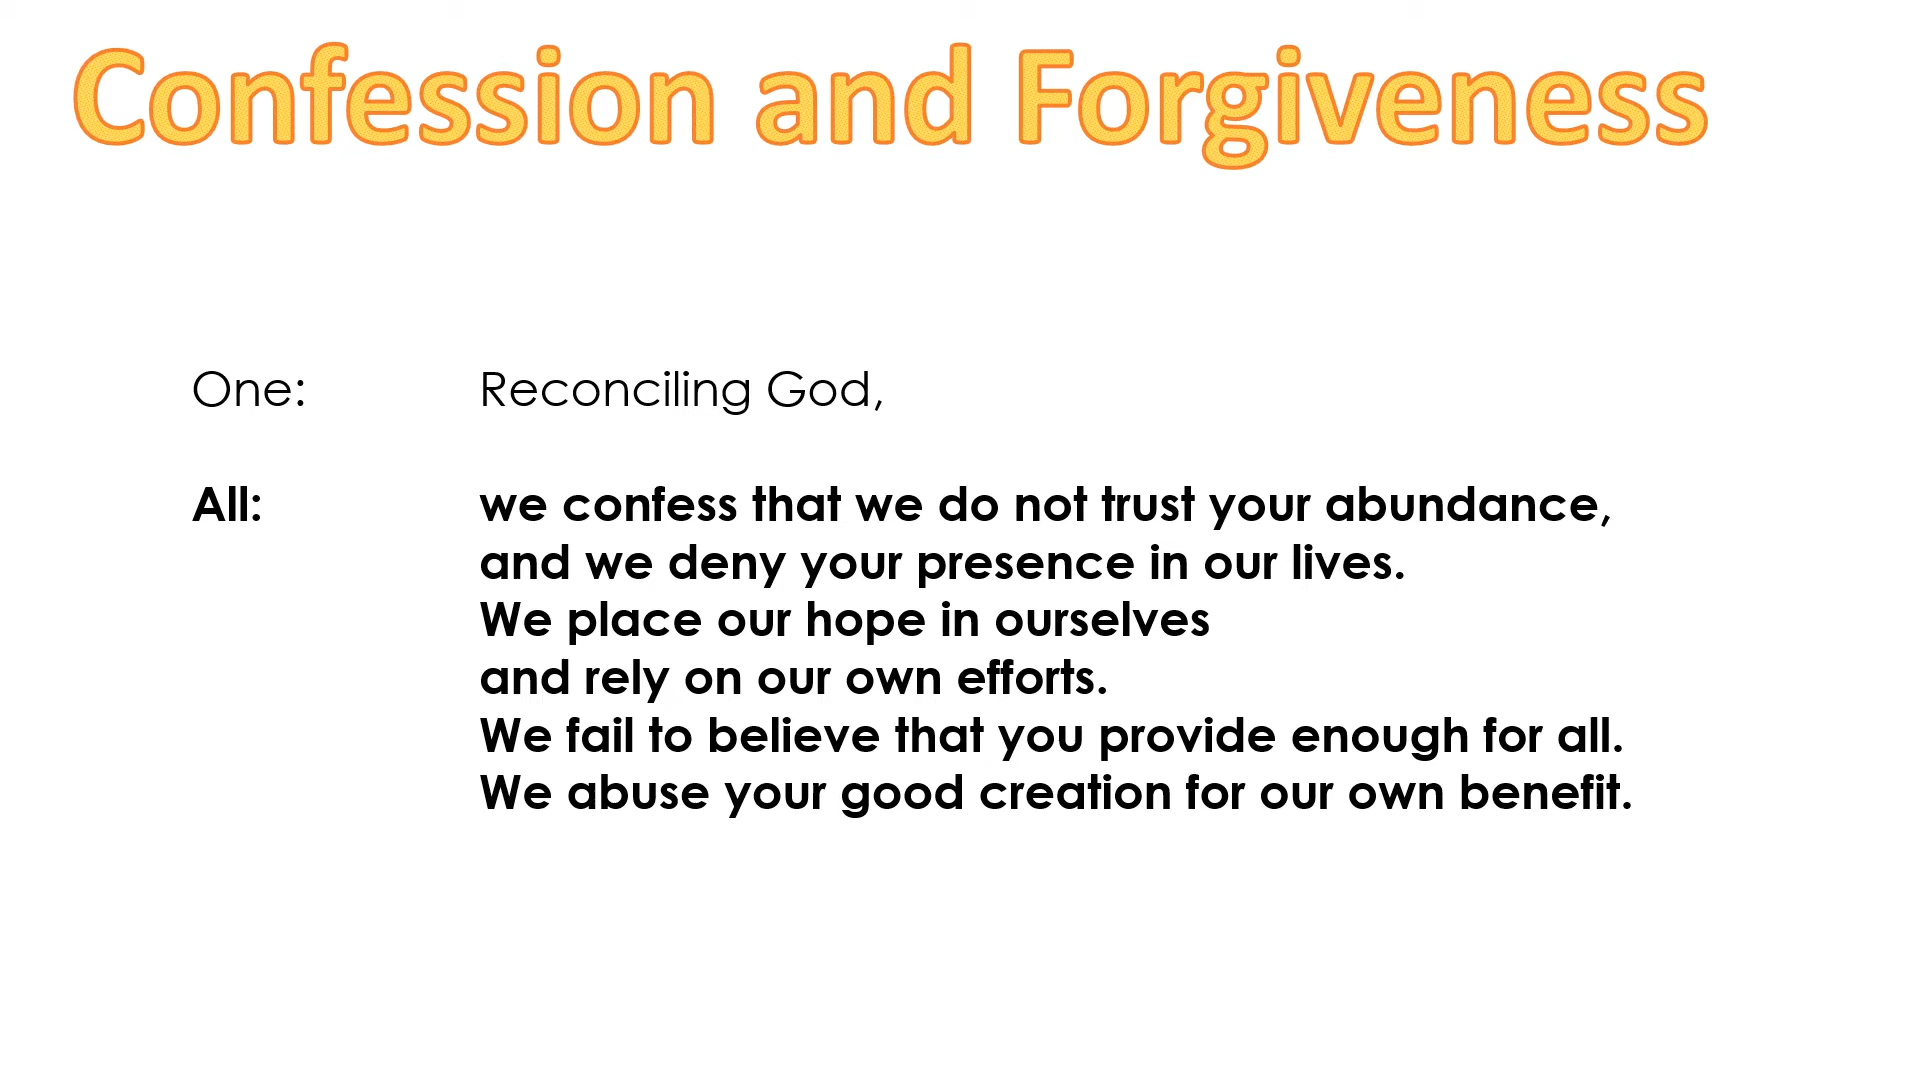 Confession and Forgiveness
One: Reconciling God,
All: we confess that we do not trust your abundance,
and we deny your presence in our lives.
We place our hope in ourselves
and rely on our own efforts.
We fail to believe that you provide enough for all.
We abuse your good creation for our own benefit.